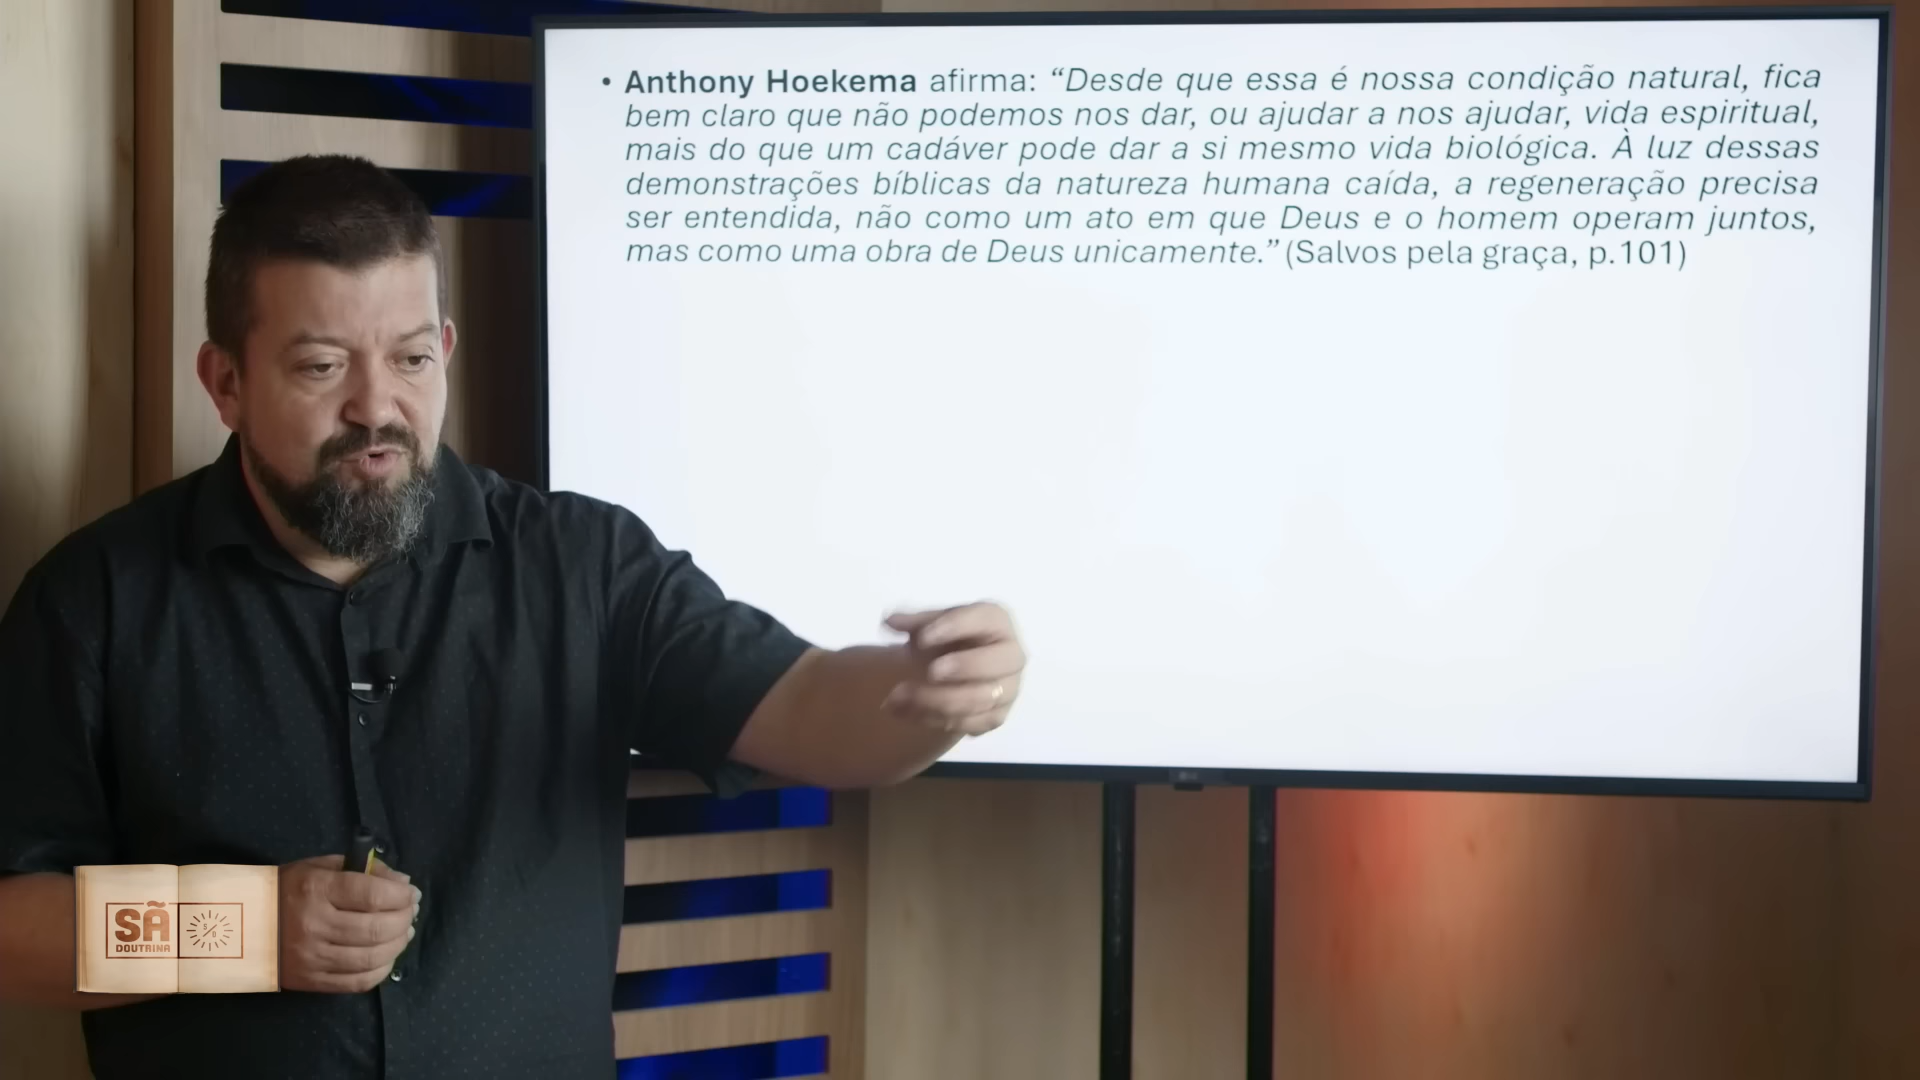 • Anthony Hoekema afirma: “Desde que essa é nossa condição natural, fica
bem claro que não podemos nos dar, ou ajudar a nos ajudar, vida espiritual,
mais do que um cadáver pode dar a si mesmo vida biológica. À luz dessas
demonstrações bíblicas da natureza humana caída, a regeneração precisa
ser entendida, não como um ato em que Deus e o homem operam juntos,
mas como uma obra de Deus unicamente.” (Salvos pela graça, p.101)
SÃ
DOUTRINA
S/D